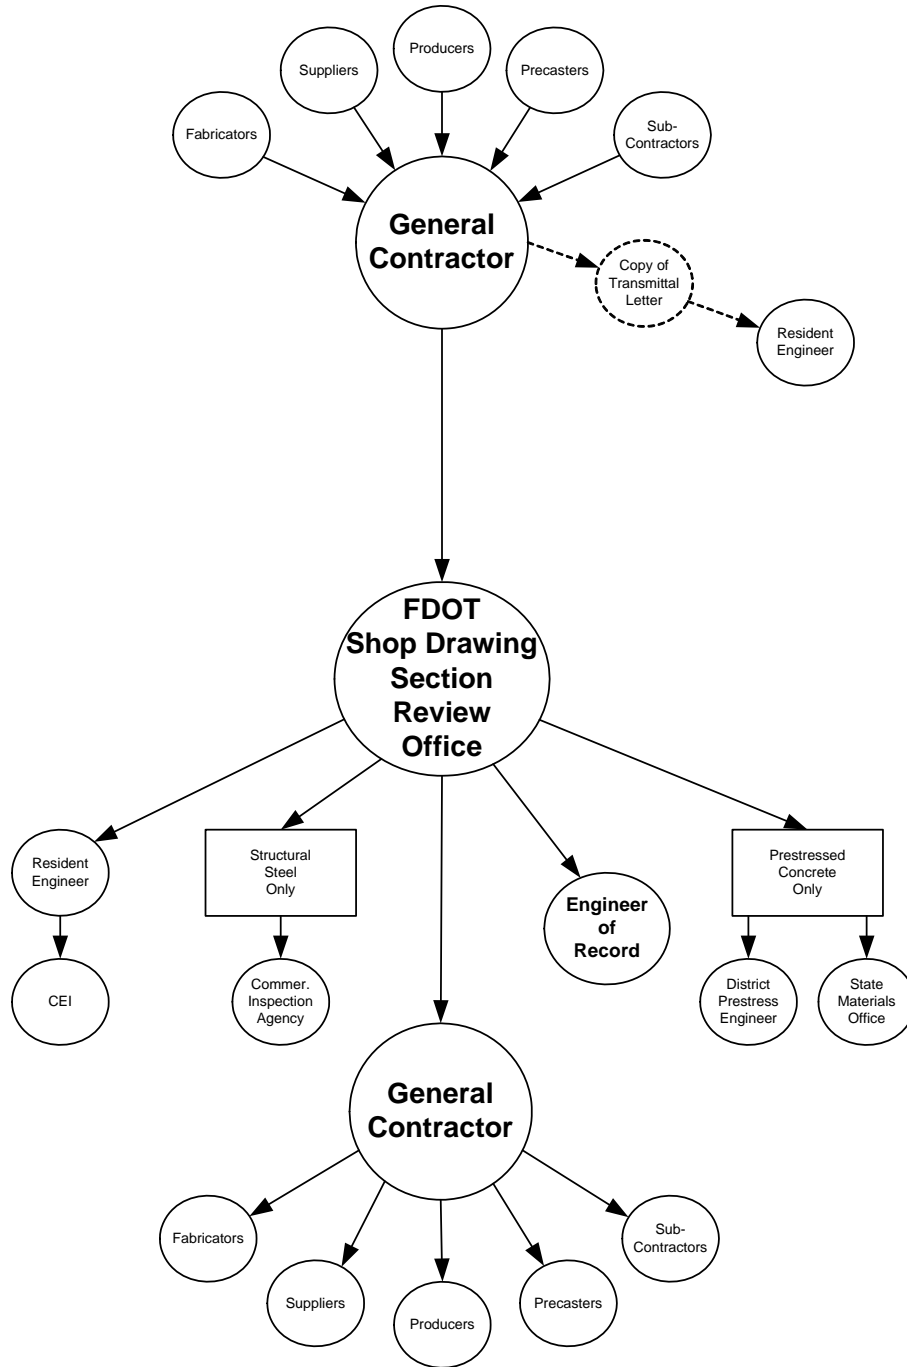 Producers
Suppliers
Precasters
Fabricators
Sub-
Contractors
General
Contractor
Copy of
Transmittal
Letter
Resident
Engineer
FDOT
Shop Drawing
Section
Review
Office
Resident
Engineer
Structural
Steel
Only
Prestressed
Concrete
Only
Engineer
of
Record
CEI
Commer.
Inspection
Agency
District
Prestress
Engineer
State
Materials
Office
General
Contractor
Fabricators
Sub-
Contractors
Suppliers
Producers
Precasters